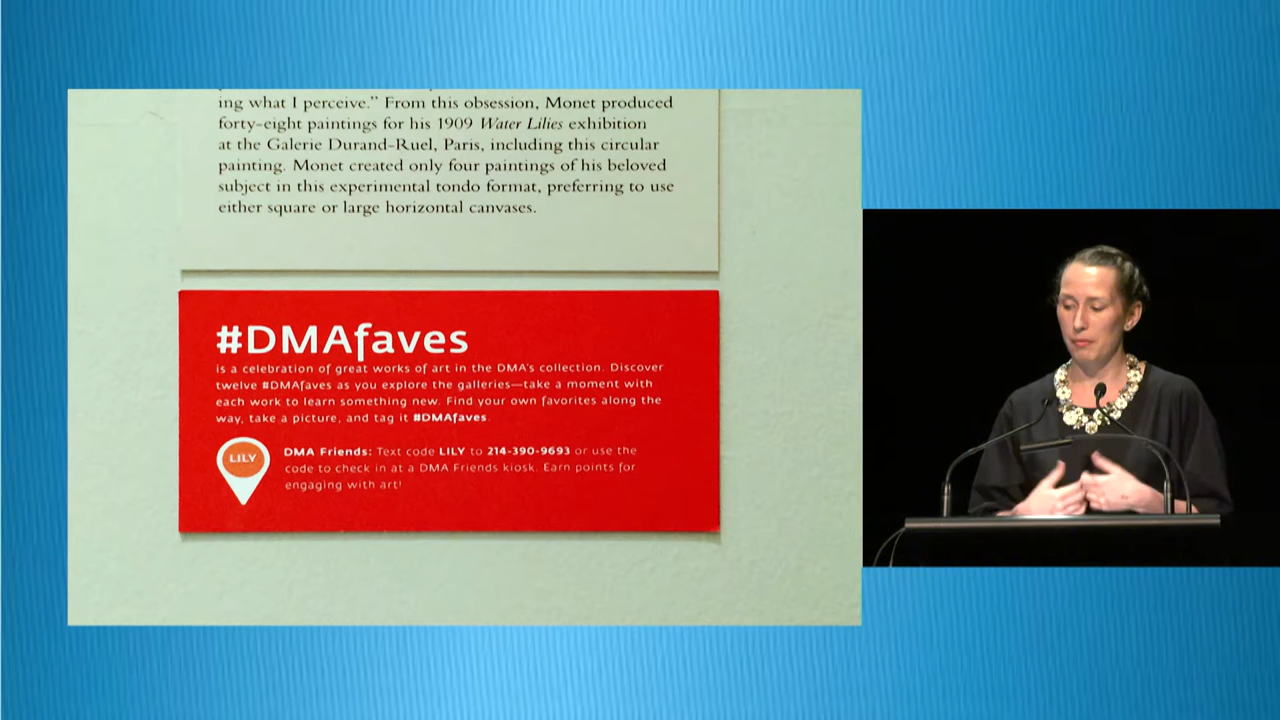 ing what I perceive.” From this obsession, Monet produced
forty-eight paintings for his 1909 Water Lilies exhibition
at the Galerie Durand-Ruel, Paris, including this circular
painting. Monet created only four paintings of his beloved
subject in this experimental tondo format, preferring to use
either square or large horizontal canvases.
#DMAfaves
is a celebration of great works of art in the DMA's collection. Discover
twelve #DMAfaves as you explore the galleries—take a moment with
each work to learn something new. Find your own favorites along the
way, take a picture, and tag it #DMAfaves.
LILY
DMA Friends: Text code LILY to 214-390-9693 or use the
code to check in at a DMA Friends kiosk. Earn points for
engaging with art!